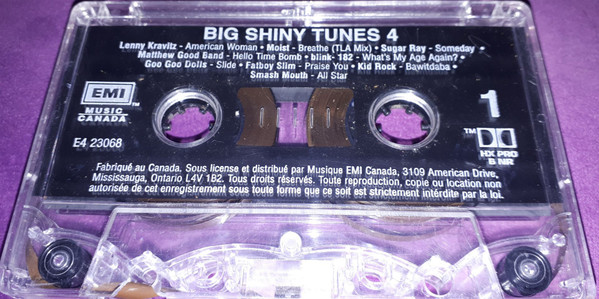 BIG SHINY TUNES 4
Lenny Kravitz - American Woman • Moist - Breathe (TLA Mix) • Sugar Ray - Someday •
Matthew Good Band - Hello Time Bomb • blink- 182 - What's My Age Again? •
Goo Goo Dolls - Slide • Fatboy Slim - Praise You • Kid Rock - Bawitdaba •
Smash Mouth - All Star
EMI
MUSIC
CANADA
E4 23068
1
TM
HX PRO
B NR
Fabriqué au Canada. Sous license et distribué par Musique EMI Canada, 3109 American Drive,
Mississauga, Ontario L4V 1B2. Tous droits réservés. Toute reproduction, copie ou location non
autorisée de cet enregistrement sous toute forme que ce soit est strictement interdite par la loi.